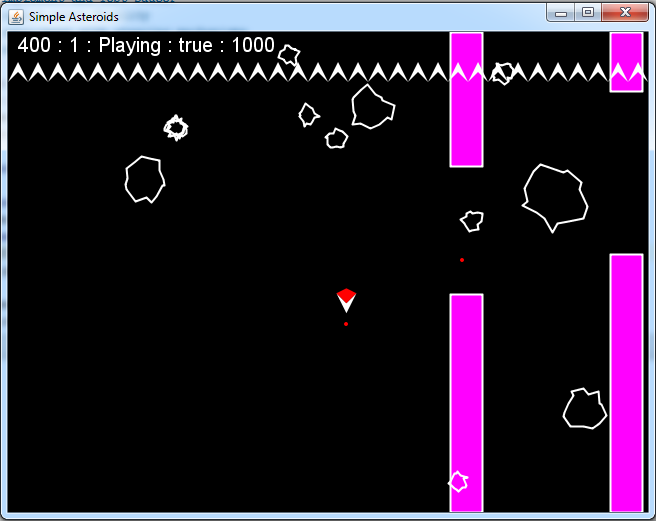 Simple Asteroids
400 : 1 : Playing : true : 1000